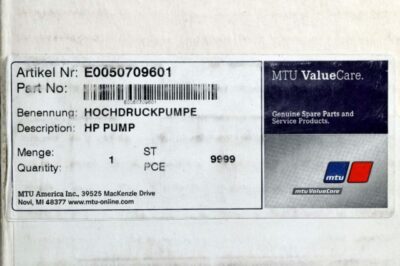 Artikel Nr: E0050709601
Part No:
E0050709601
Benennung: HOCHDRUCKPUMPE
Description: HP PUMP
Menge: 1 ST 9999
Quantity: PCE
MTU America Inc., 39525 MacKenzie Drive
Novi, MI 48377 www.mtu-online.com
MTU ValueCare.
Genuine Spare Parts and
Service Products.
mtu
mtu ValueCare